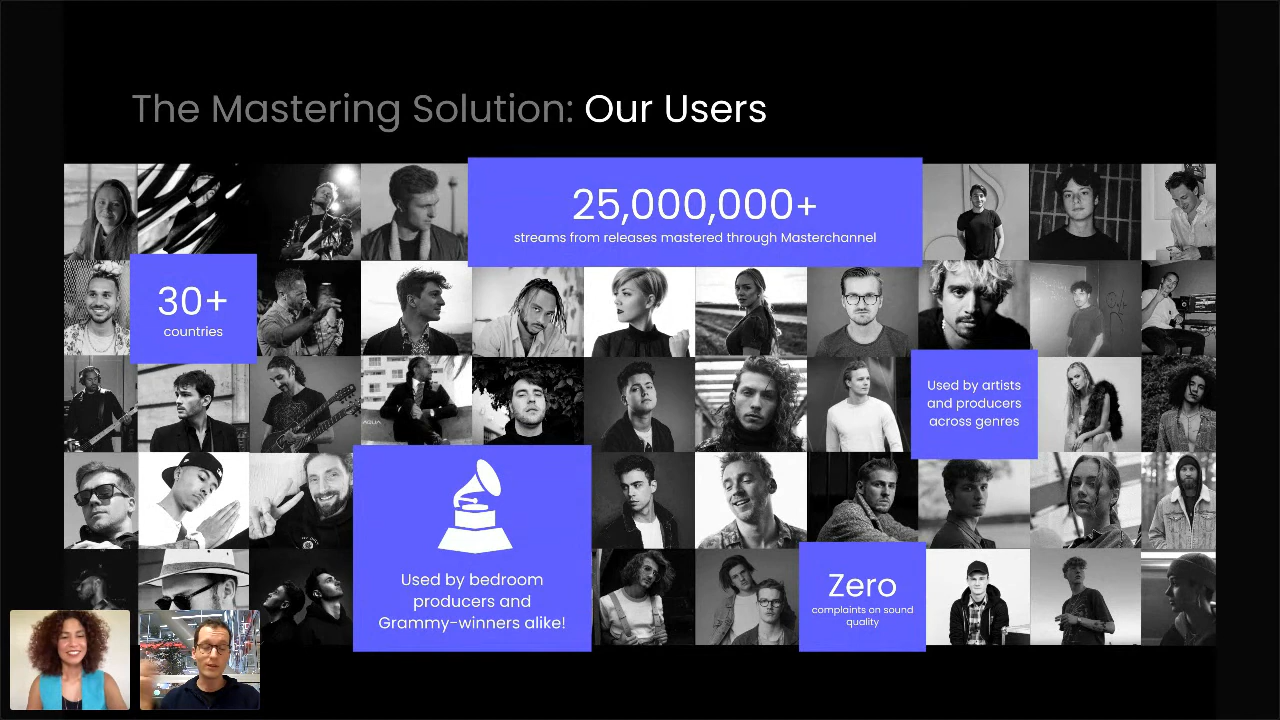 The Mastering Solution: Our Users
25,000,000+
streams from releases mastered through Masterchannel
30+
countries
Used by artists
and producers
across genres
AQUA
Used by bedroom
producers and
Grammy-winners alike!
Zero
complaints on sound
quality